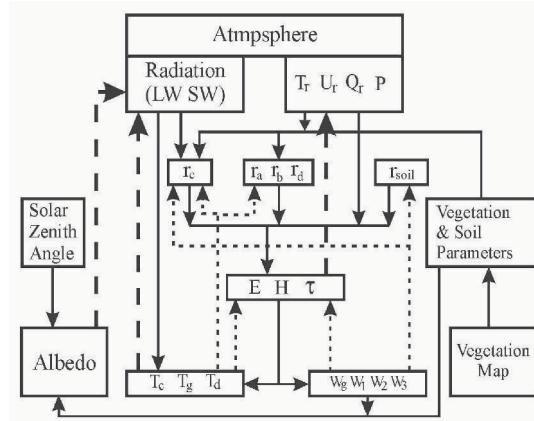 Atmpsphere
Radiation
(LW SW)
Tr Ur Qr P
rc
ra rb rd
rsoil
Solar
Zenith
Angle
Vegetation
& Soil
Parameters
E H τ
Albedo
Tc Tg Td
Wg W1 W2 W3
Vegetation
Map